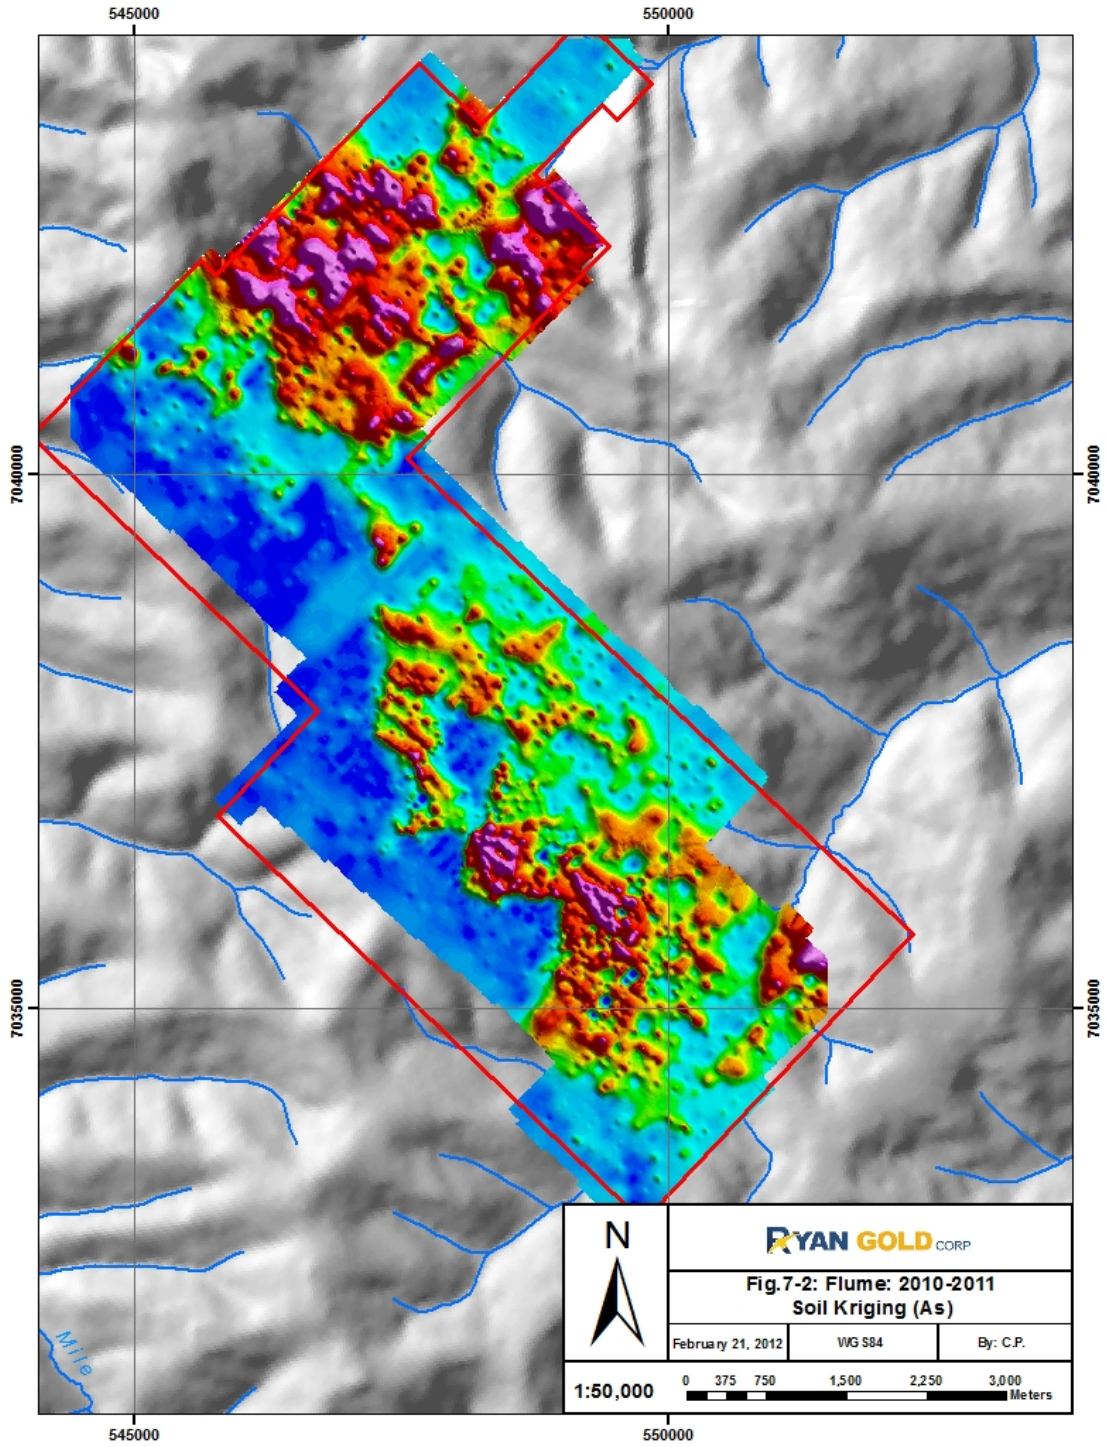 545000
550000
7040000
7040000
7035000
7035000
Mile
N
RYAN GOLD CORP
Fig.7-2: Flume: 2010-2011
Soil Kriging (As)
February 21, 2012
WGS84
By: C.P.
1:50,000
0 375 750 1,500 2,250 3,000
Meters
545000
550000